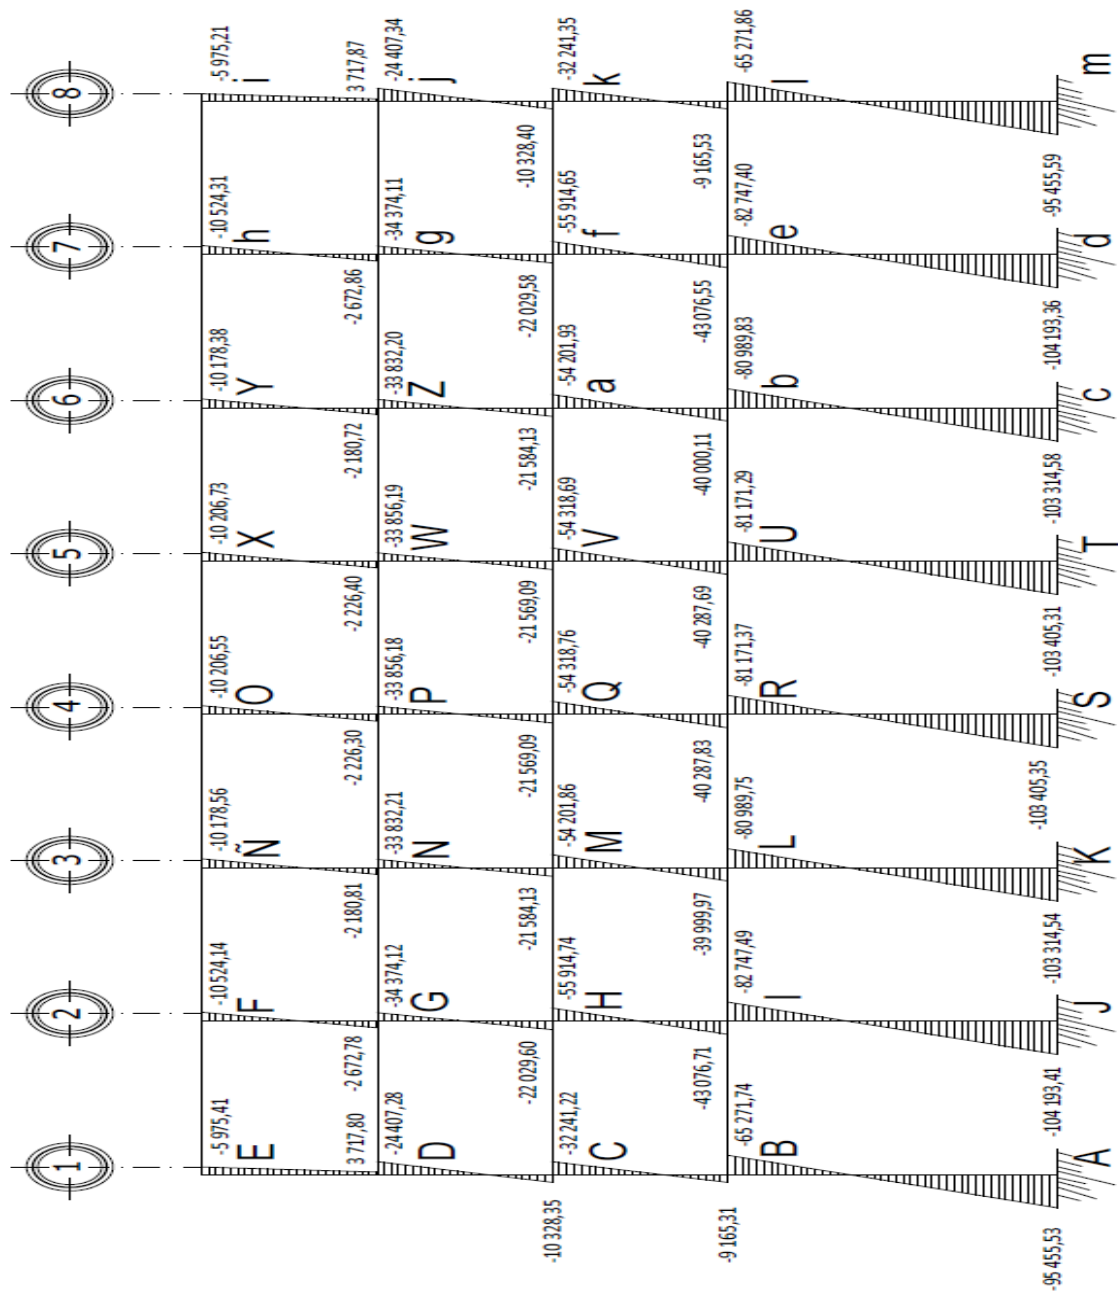 1 2 3 4 5 6 7 8
-5 975,41 -10 524,14 -10 178,56 -10 206,55 -10 206,73 -10 178,38 -10 524,31 -5 975,21
E F Ñ O X Y h i
3 717,80 -2 672,78 -2 180,81 -2 226,30 -2 226,40 -2 180,72 -2 672,86 3 717,87
-24 407,28 -34 374,12 -33 832,21 -33 856,18 -33 856,19 -33 832,20 -34 374,11 -24 407,34
D G N P W Z g j
-10 328,35 -22 029,60 -21 584,13 -21 569,09 -21 569,09 -21 584,13 -22 029,58 -10 328,40
-32 241,22 -55 914,74 -54 201,86 -54 318,76 -54 318,69 -54 201,93 -55 914,65 -32 241,35
C H M Q V a f k
-9 165,31 -43 076,71 -39 999,97 -40 287,83 -40 287,69 -40 000,11 -43 076,55 -9 165,53
-65 271,74 -82 747,49 -80 989,75 -81 171,37 -81 171,29 -80 989,83 -82 747,40 -65 271,86
B I L R U b e l
-95 455,53 -104 193,41 -103 314,54 -103 405,35 -103 405,31 -103 314,58 -104 193,36 -95 455,59
A J K S T c d m